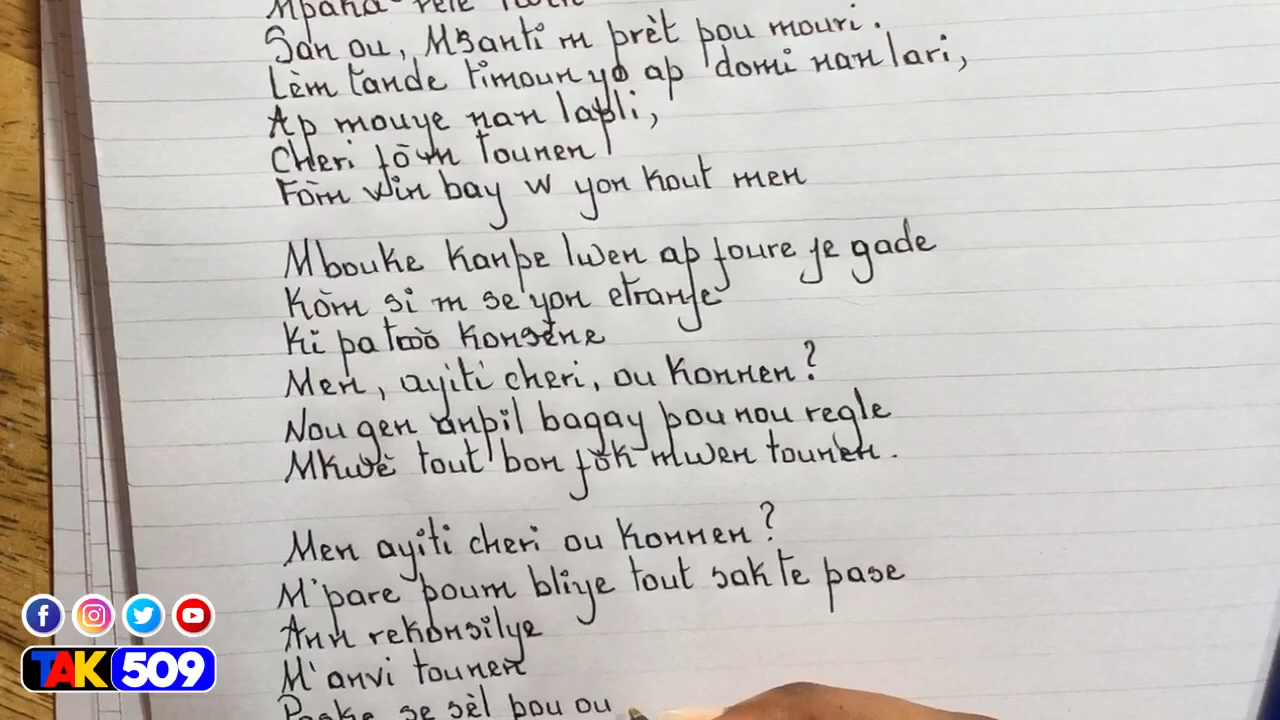 Mpaka rele
San ou, Msanti m prèt pou mouri.
Lèm tande timoun yo ap domi nan lari,
Ap mouye nan lapli,
Cheri fòm tounen
Fòm vin bay w yon kout men
Mbouke kanpe lwen ap foure je gade
Kòm si m se yon etranje
Ki pa twò konsène
Men, ayiti cheri, ou konnen?
Nou gen anpil bagay pou nou regle
Mkwè tout bon fòk mwen tounen.
Men ayiti cheri ou konnen?
M'pare poum bliye tout sak te pase
Ann rekonsilye
M'anvi tounen
Paske se sèl pou ou
TAK 509